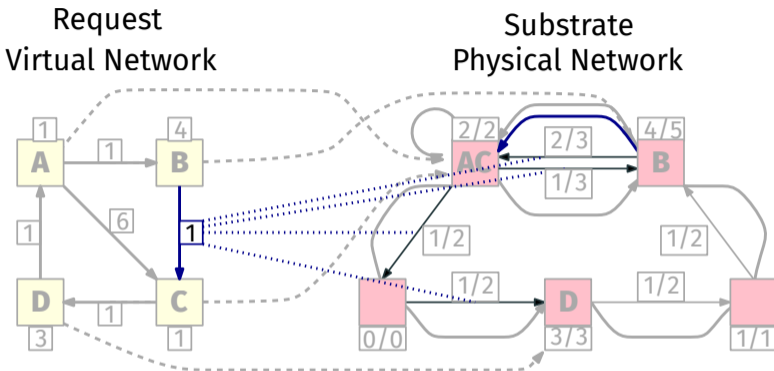 Request
Virtual Network
Substrate
Physical Network
1
4
2/2
4/5
A
1
B
AC
2/3
B
1/3
6
1
1
1/2
1/2
D
1
C
1/2
D
1/2
3
1
0/0
3/3
1/1